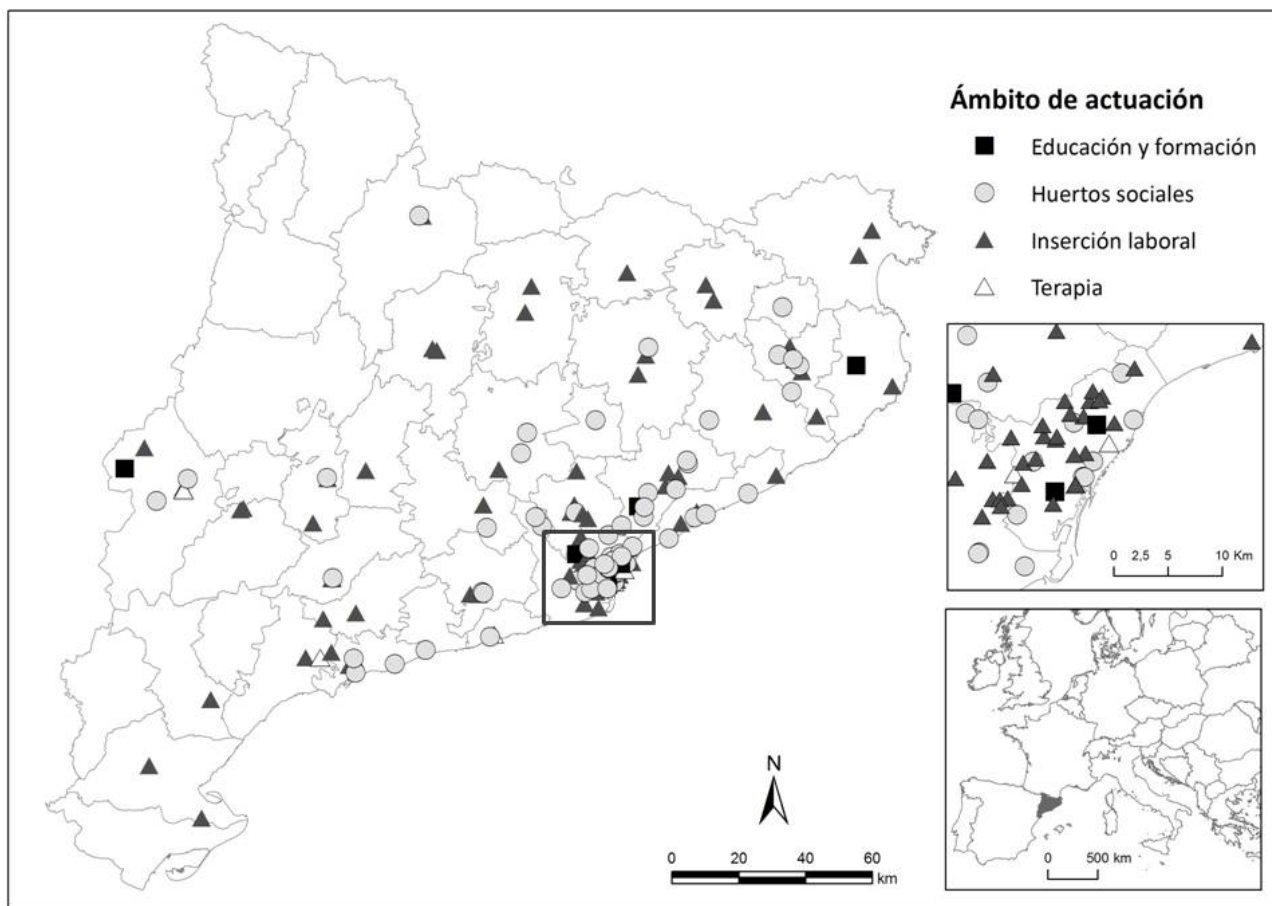 Ámbito de actuación
Educación y formación
Huertos sociales
Inserción laboral
Terapia
0 2,5 5 10 Km
N
0 20 40 60
km
0 500 km